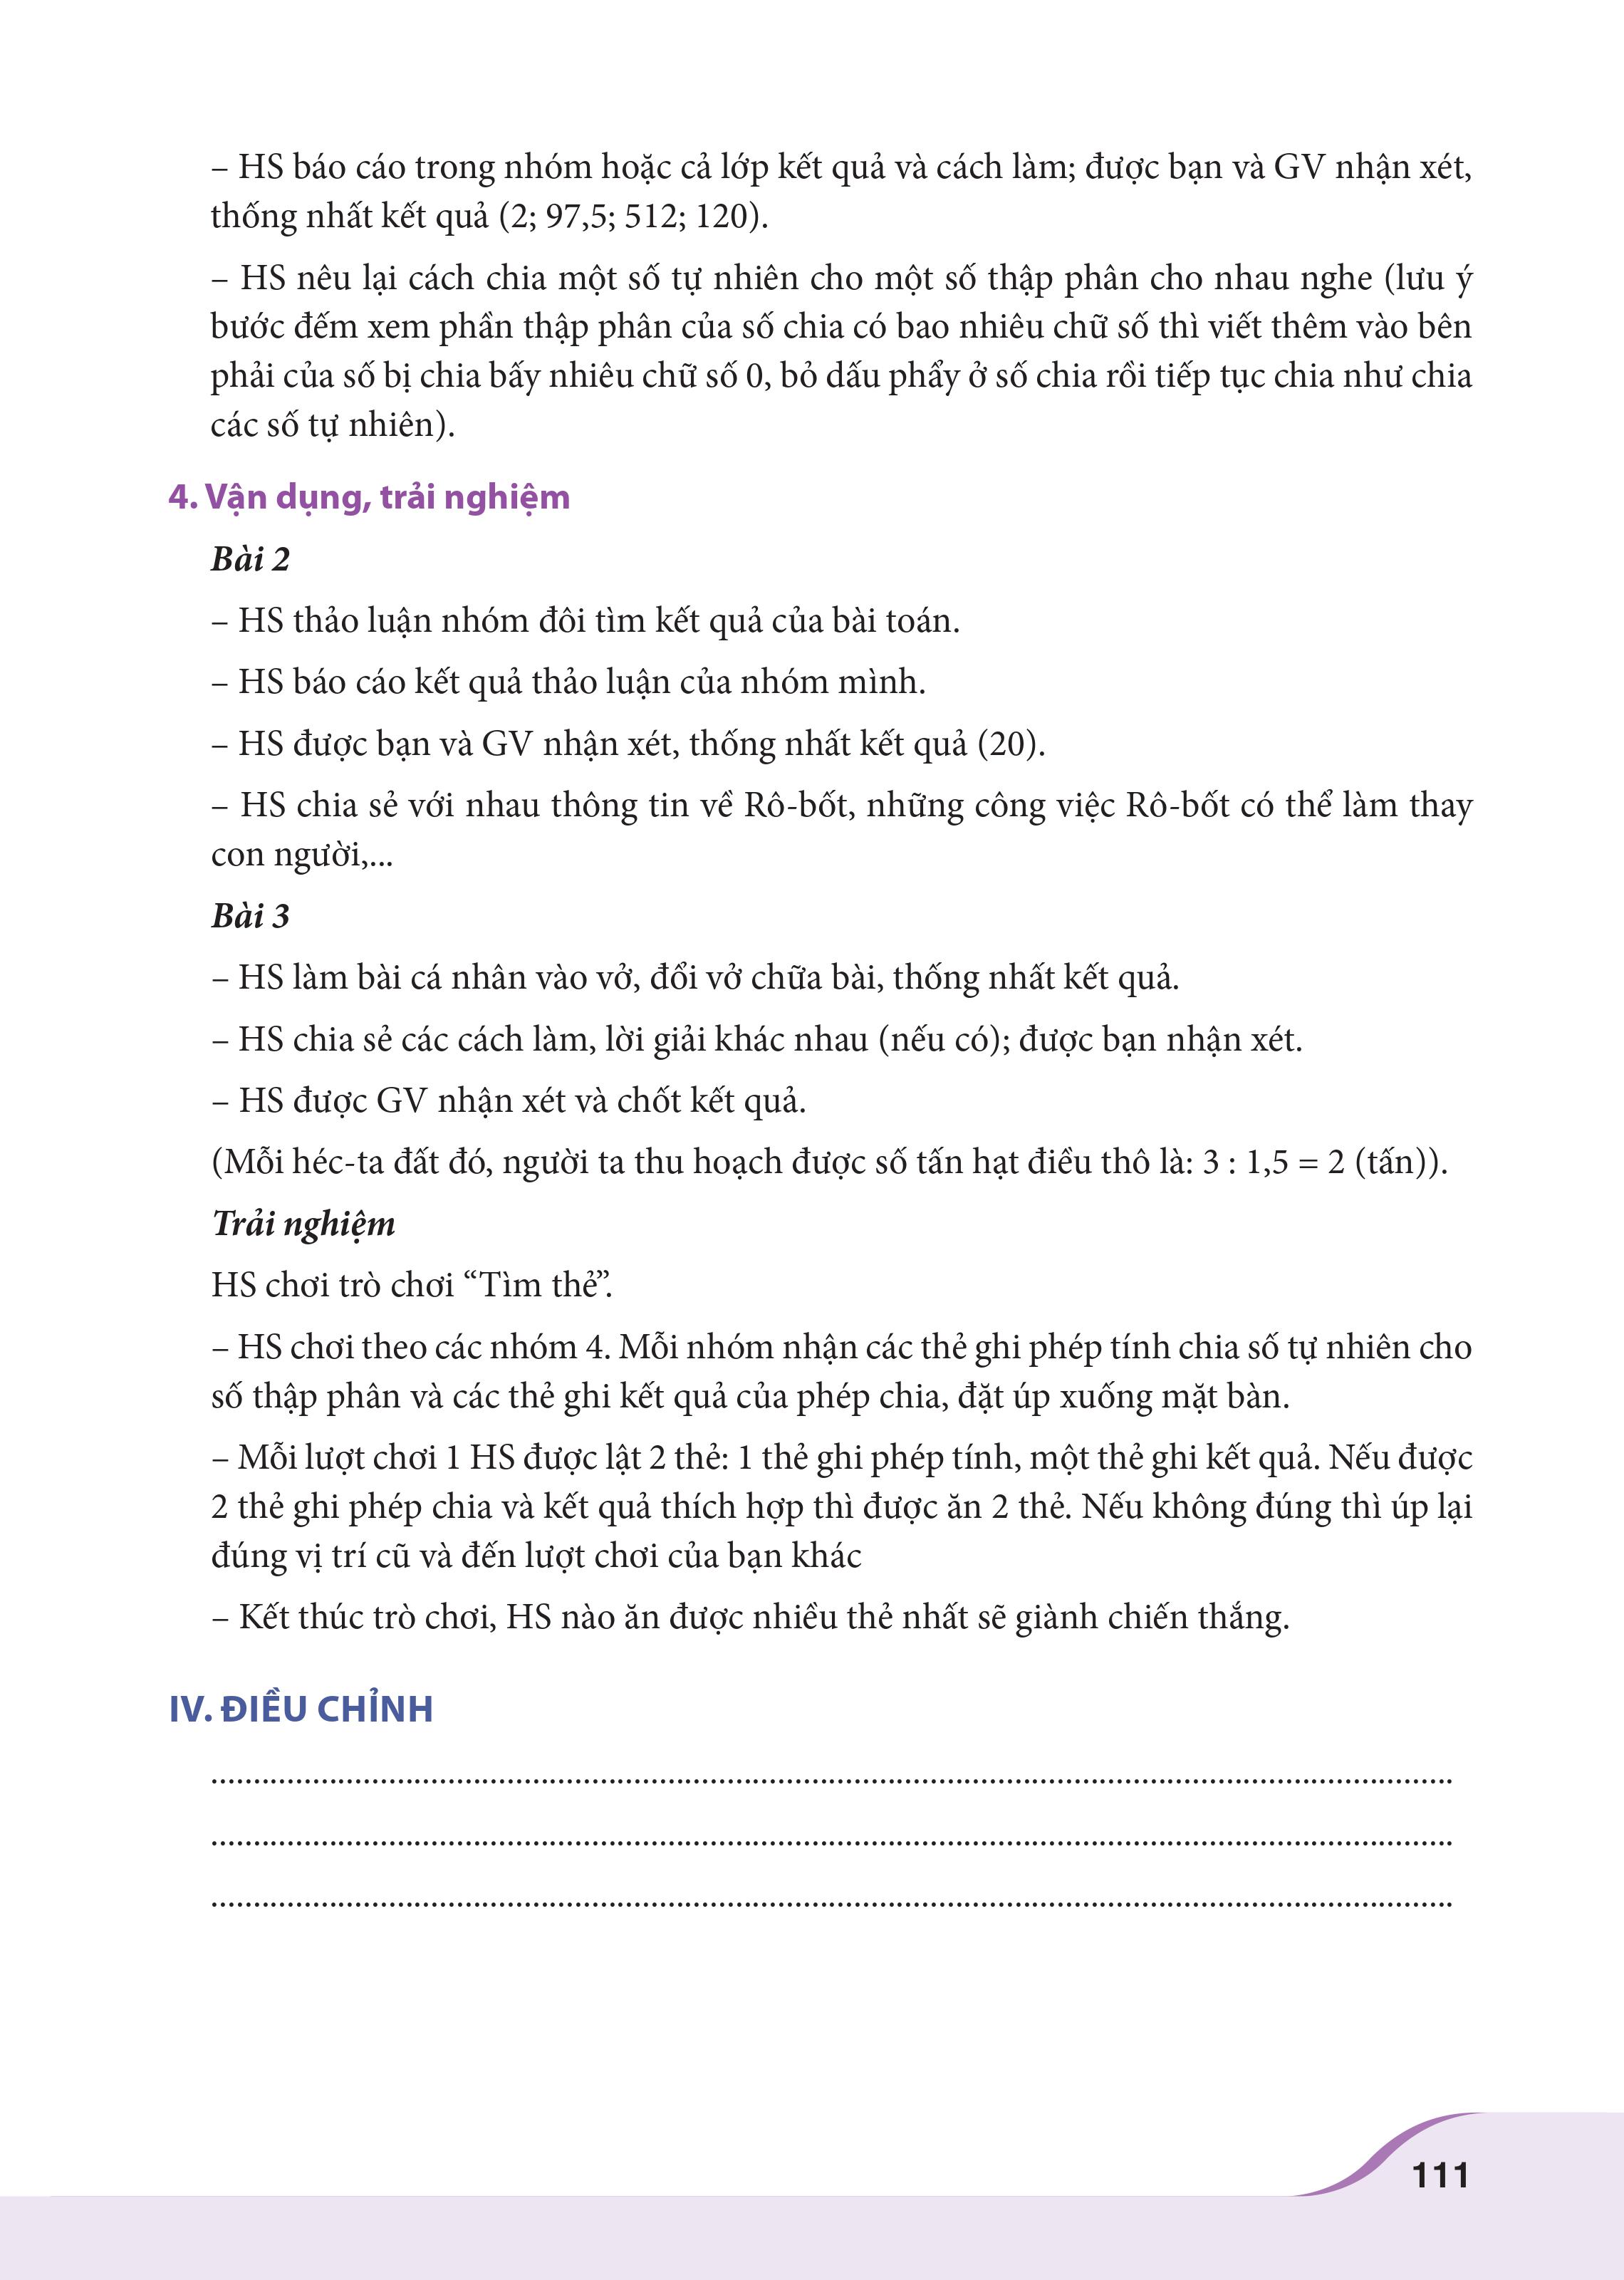 – HS báo cáo trong nhóm hoặc cả lớp kết quả và cách làm; được bạn và GV nhận xét,
thống nhất kết quả (2; 97,5; 512; 120).
– HS nêu lại cách chia một số tự nhiên cho một số thập phân cho nhau nghe (lưu ý
bước đếm xem phần thập phân của số chia có bao nhiêu chữ số thì viết thêm vào bên
phải của số bị chia bấy nhiêu chữ số 0, bỏ dấu phẩy ở số chia rồi tiếp tục chia như chia
các số tự nhiên).
4. Vận dụng, trải nghiệm
Bài 2
– HS thảo luận nhóm đôi tìm kết quả của bài toán.
– HS báo cáo kết quả thảo luận của nhóm mình.
– HS được bạn và GV nhận xét, thống nhất kết quả (20).
– HS chia sẻ với nhau thông tin về Rô-bốt, những công việc Rô-bốt có thể làm thay
con người,...
Bài 3
– HS làm bài cá nhân vào vở, đổi vở chữa bài, thống nhất kết quả.
– HS chia sẻ các cách làm, lời giải khác nhau (nếu có); được bạn nhận xét.
– HS được GV nhận xét và chốt kết quả.
(Mỗi héc-ta đất đó, người ta thu hoạch được số tấn hạt điều thô là: 3 : 1,5 = 2 (tấn)).
Trải nghiệm
HS chơi trò chơi “Tìm thẻ”.
– HS chơi theo các nhóm 4. Mỗi nhóm nhận các thẻ ghi phép tính chia số tự nhiên cho
số thập phân và các thẻ ghi kết quả của phép chia, đặt úp xuống mặt bàn.
– Mỗi lượt chơi 1 HS được lật 2 thẻ: 1 thẻ ghi phép tính, một thẻ ghi kết quả. Nếu được
2 thẻ ghi phép chia và kết quả thích hợp thì được ăn 2 thẻ. Nếu không đúng thì úp lại
đúng vị trí cũ và đến lượt chơi của bạn khác
– Kết thúc trò chơi, HS nào ăn được nhiều thẻ nhất sẽ giành chiến thắng.
IV. ĐIỀU CHỈNH
111